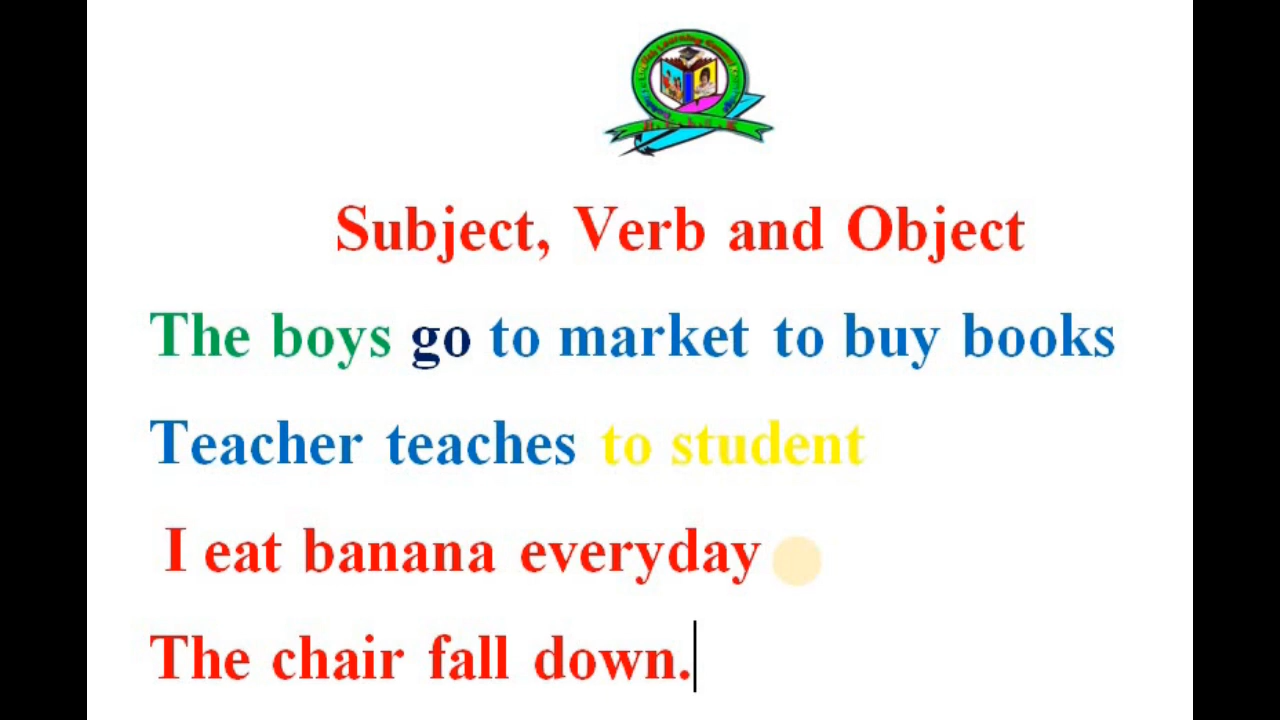 Subject, Verb and Object
The boys go to market to buy books
Teacher teaches to student
I eat banana everyday
The chair fall down.